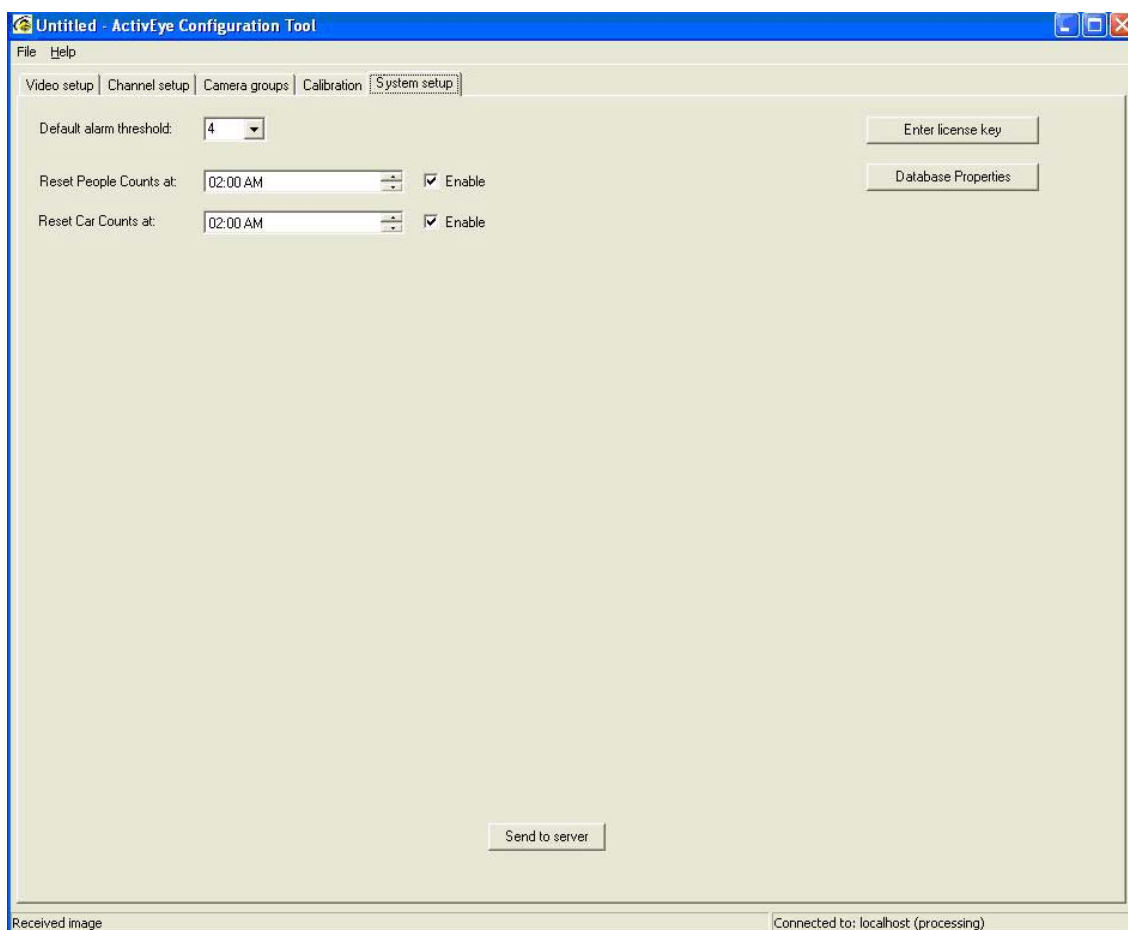 Untitled - ActivEye Configuration Tool
File Help
Video setup Channel setup Camera groups Calibration System setup
Default alarm threshold: 4 Enter license key
Reset People Counts at: 02:00 AM Enable Database Properties
Reset Car Counts at: 02:00 AM Enable
Send to server
Received image Connected to: localhost (processing)